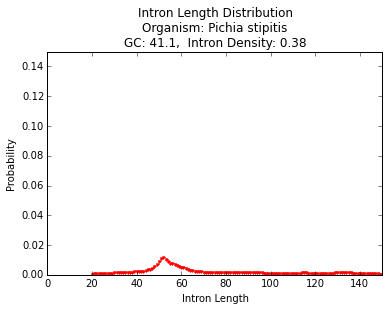 Intron Length Distribution
Organism: Pichia stipitis
GC: 41.1,  Intron Density: 0.38
0.14
0.12
0.10
0.08
0.06
0.04
0.02
0.00
Probability
0 20 40 60 80 100 120 140
Intron Length